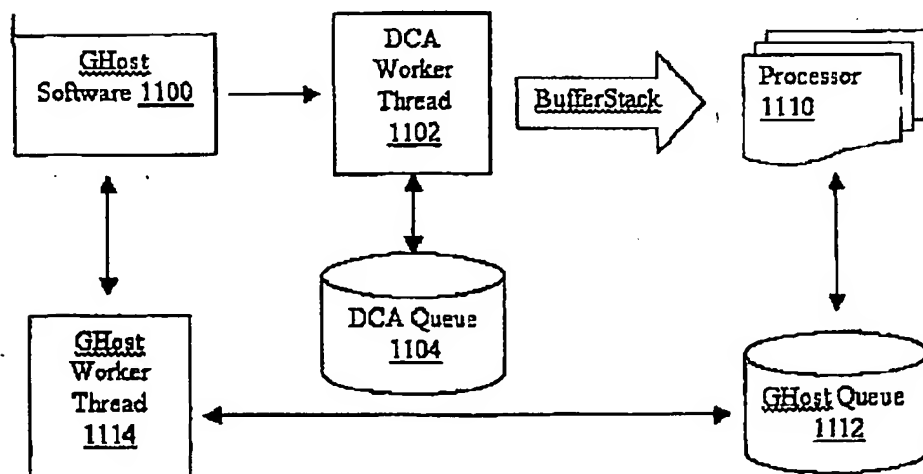 GHost
Software 1100
DCA
Worker
Thread
1102
BufferStack
Processor
1110
DCA Queue
1104
GHost
Worker
Thread
1114
GHost Queue
1112